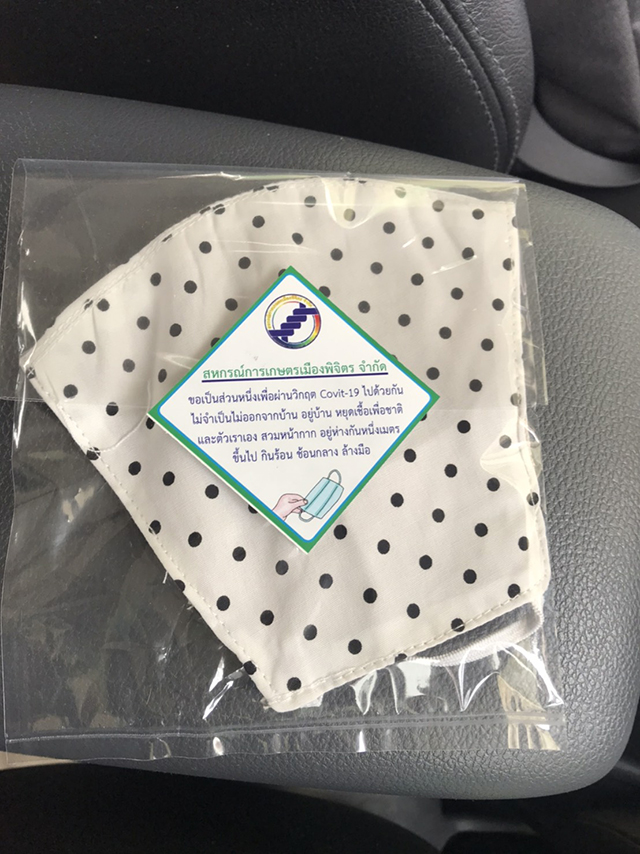 สหกรณ์การเกษตรเมืองพิจิตร จำกัด
ขอเป็นส่วนหนึ่งเพื่อผ่านวิกฤต Covit-19 ไปด้วยกัน
ไม่จำเป็นไม่ออกจากบ้าน อยู่บ้าน หยุดเชื้อเพื่อชาติ
และตัวเราเอง สวมหน้ากาก อยู่ห่างกันหนึ่งเมตร
ขึ้นไป กินร้อน ช้อนกลาง ล้างมือ